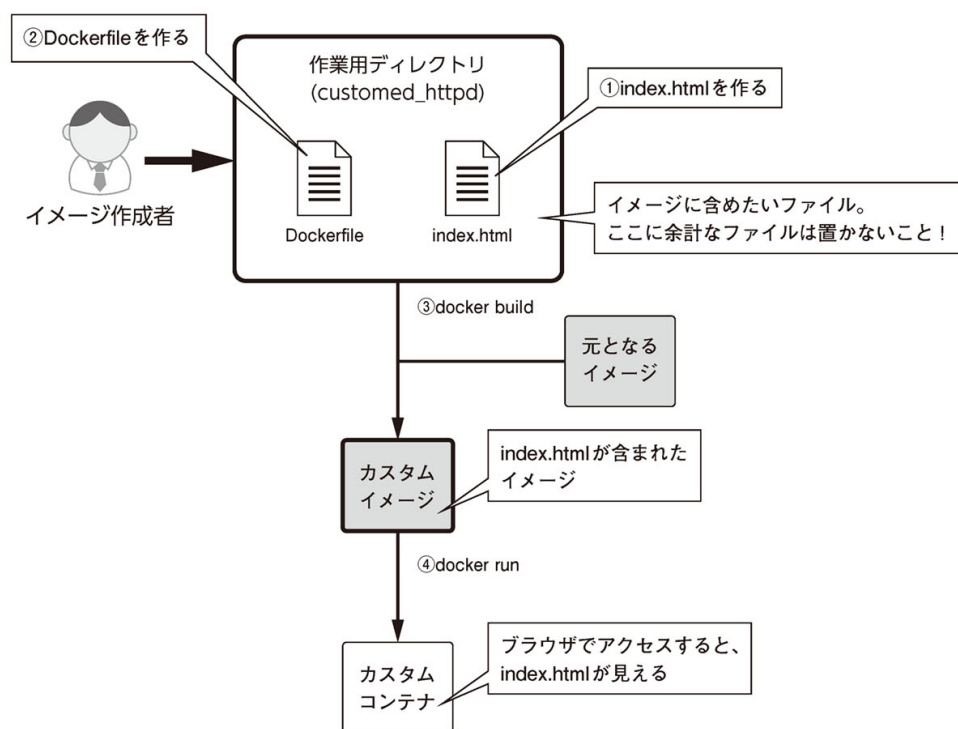 ②Dockerfileを作る
作業用ディレクトリ
(customed_httpd)
①index.htmlを作る
イメージ作成者
Dockerfile
index.html
イメージに含めたいファイル。
ここに余計なファイルは置かないこと！
③docker build
元となる
イメージ
カスタム
イメージ
index.htmlが含まれた
イメージ
④docker run
カスタム
コンテナ
ブラウザでアクセスすると、
index.htmlが見える